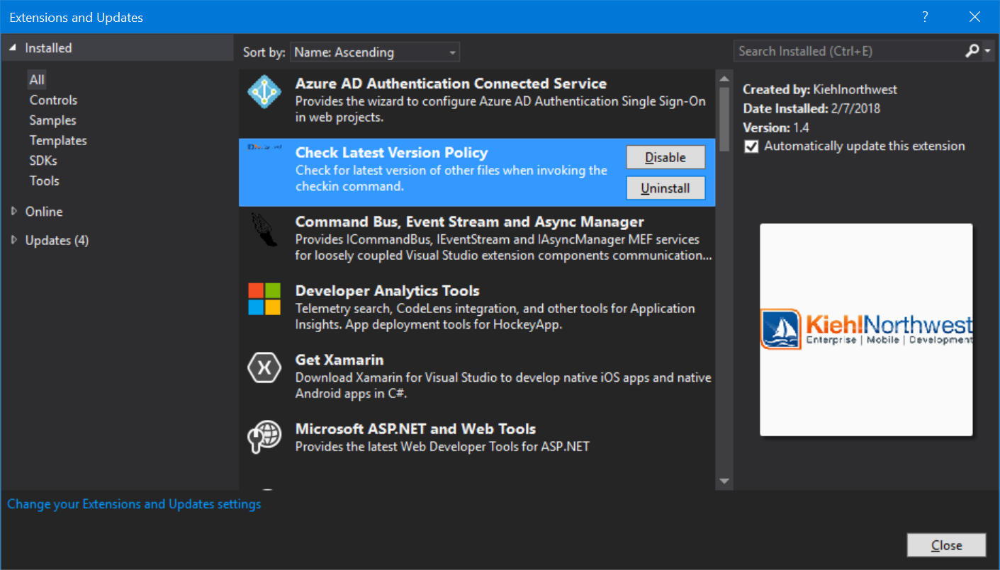 Extensions and Updates
?
Installed
Sort by: Name: Ascending
Search Installed (Ctrl+E)
All
Controls
Samples
Templates
SDKs
Tools
Online
Updates (4)
Azure AD Authentication Connected Service
Provides the wizard to configure Azure AD Authentication Single Sign-On
in web projects.
Check Latest Version Policy
Check for latest version of other files when invoking the
checkin command.
Disable
Uninstall
Command Bus, Event Stream and Async Manager
Provides ICommandBus, IEventStream and IAsyncManager MEF services
for loosely coupled Visual Studio extension components communication...
Developer Analytics Tools
Telemetry search, CodeLens integration, and other tools for Application
Insights. App deployment tools for HockeyApp.
Get Xamarin
Download Xamarin for Visual Studio to develop native iOS apps and native
Android apps in C#.
Microsoft ASP.NET and Web Tools
Provides the latest Web Developer Tools for ASP.NET
Created by: Kiehlnorthwest
Date Installed: 2/7/2018
Version: 1.4
Automatically update this extension
KiehlNorthwest
Enterprise | Mobile | Development
Change your Extensions and Updates settings
Close